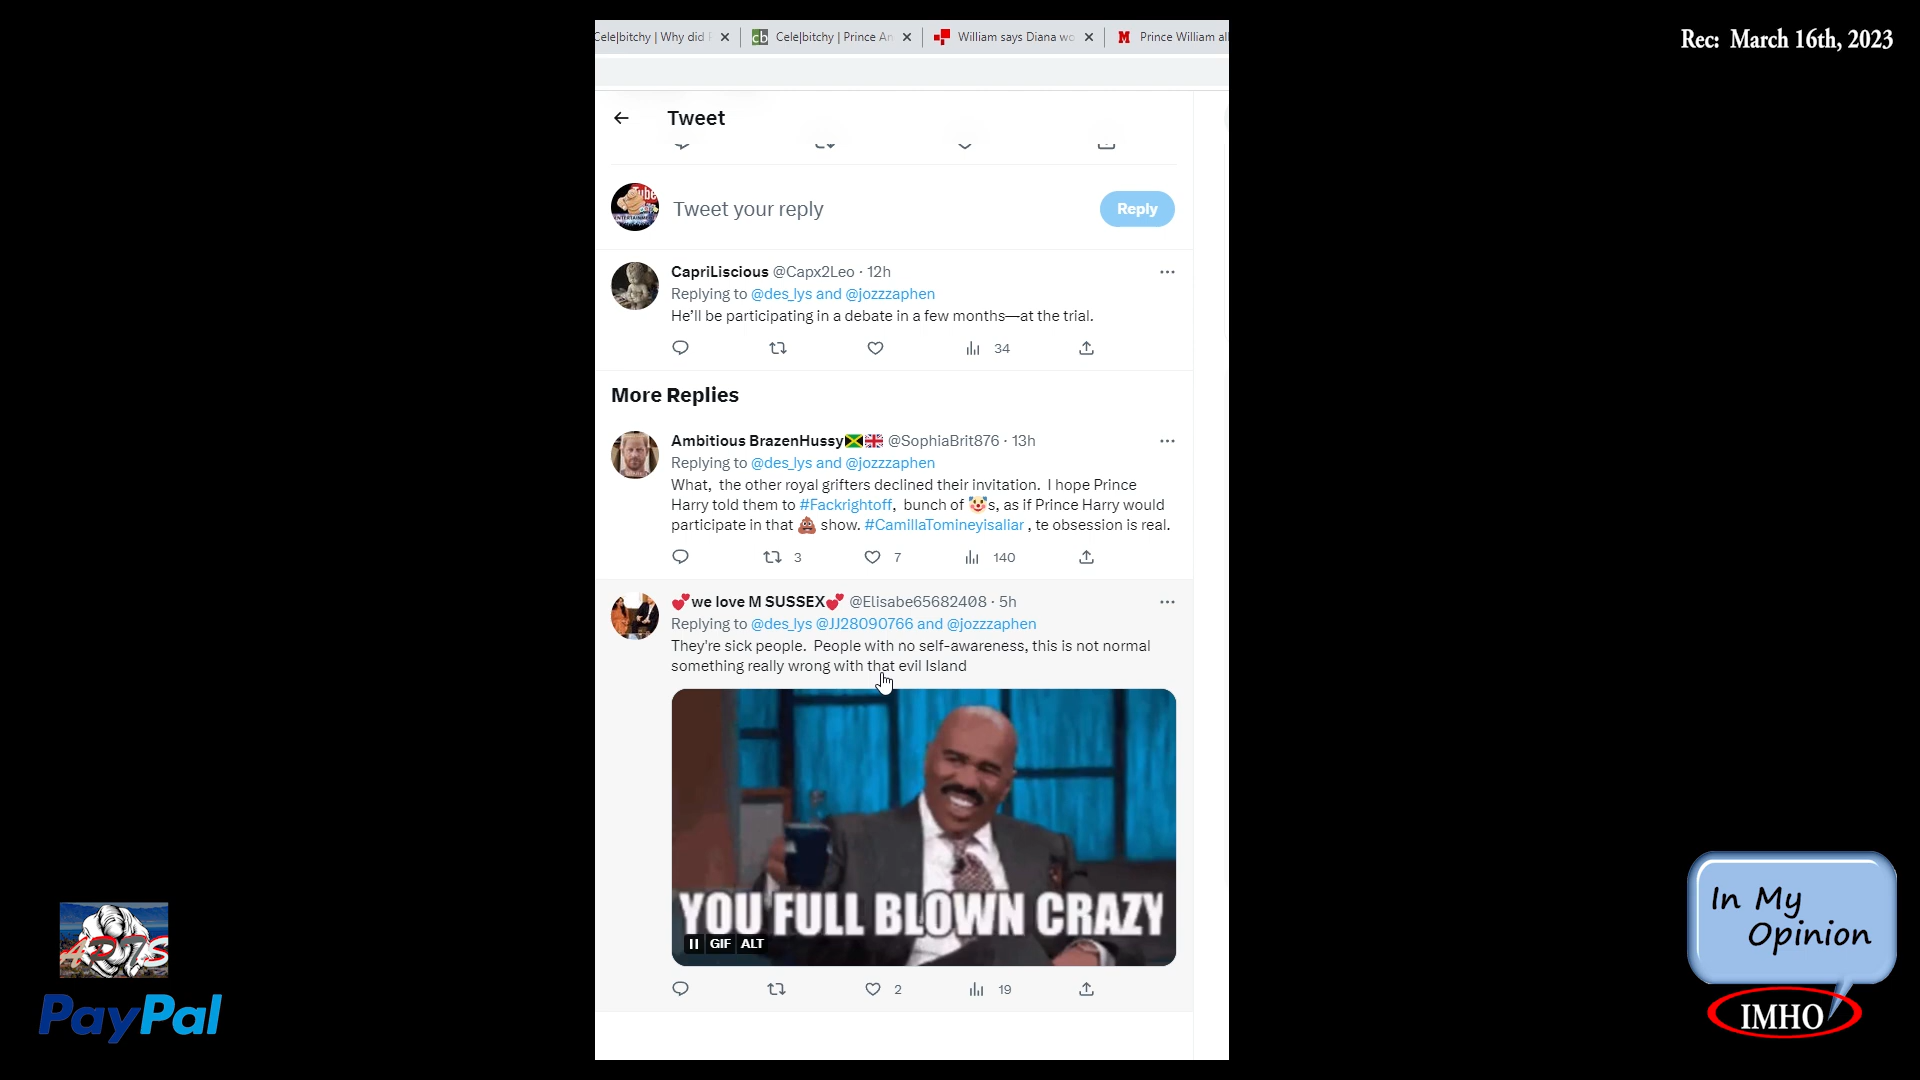 Rec: March 16th, 2023
Cele|bitchy | Why did
Cele|bitchy | Prince An
William says Diana wo
Prince William all
Tweet
Tweet your reply
Reply
CapriLiscious @Capx2Leo · 12h
Replying to @des_lys and @jozzzaphen
He’ll be participating in a debate in a few months—at the trial.
34
More Replies
Ambitious BrazenHussy🇯🇲🇬🇧 @SophiaBrit876 · 13h
Replying to @des_lys and @jozzzaphen
What, the other royal grifters declined their invitation. I hope Prince
Harry told them to #Fackrightoff, bunch of 🤡s, as if Prince Harry would
participate in that 💩 show. #CamillaTomineyisaliar , te obsession is real.
3 7 140
💕we love M SUSSEX💕 @Elisabe65682408 · 5h
Replying to @des_lys @JJ28090766 and @jozzzaphen
They're sick people. People with no self-awareness, this is not normal
something really wrong with that evil Island
YOU FULL BLOWN CRAZY
GIF ALT
2 19
PayPal
In My
Opinion
IMHO